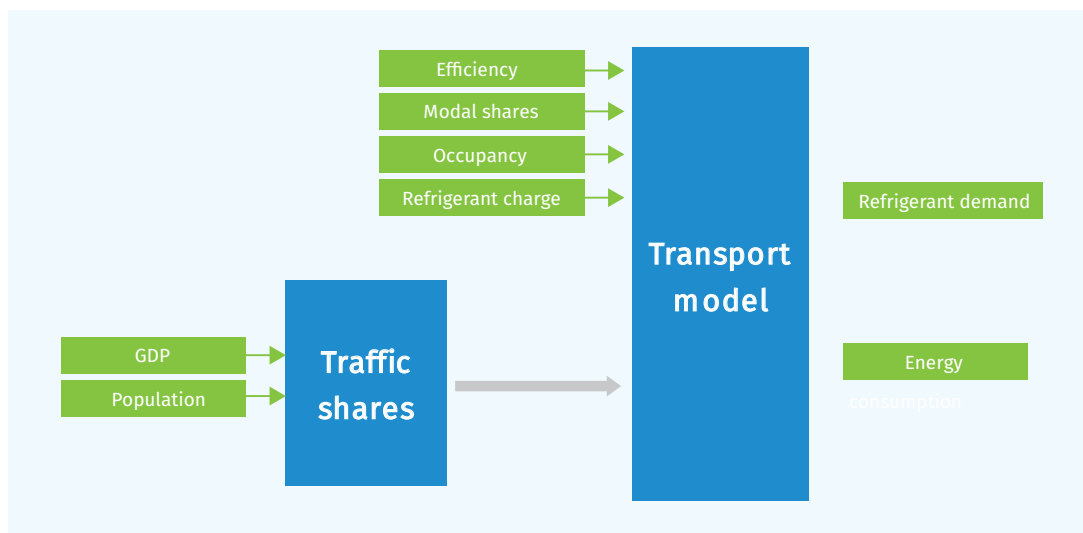 Efficiency
Modal shares
Occupancy
Refrigerant charge
Refrigerant demand
Transport
model
GDP
Population
Traffic
shares
Energy
consumption